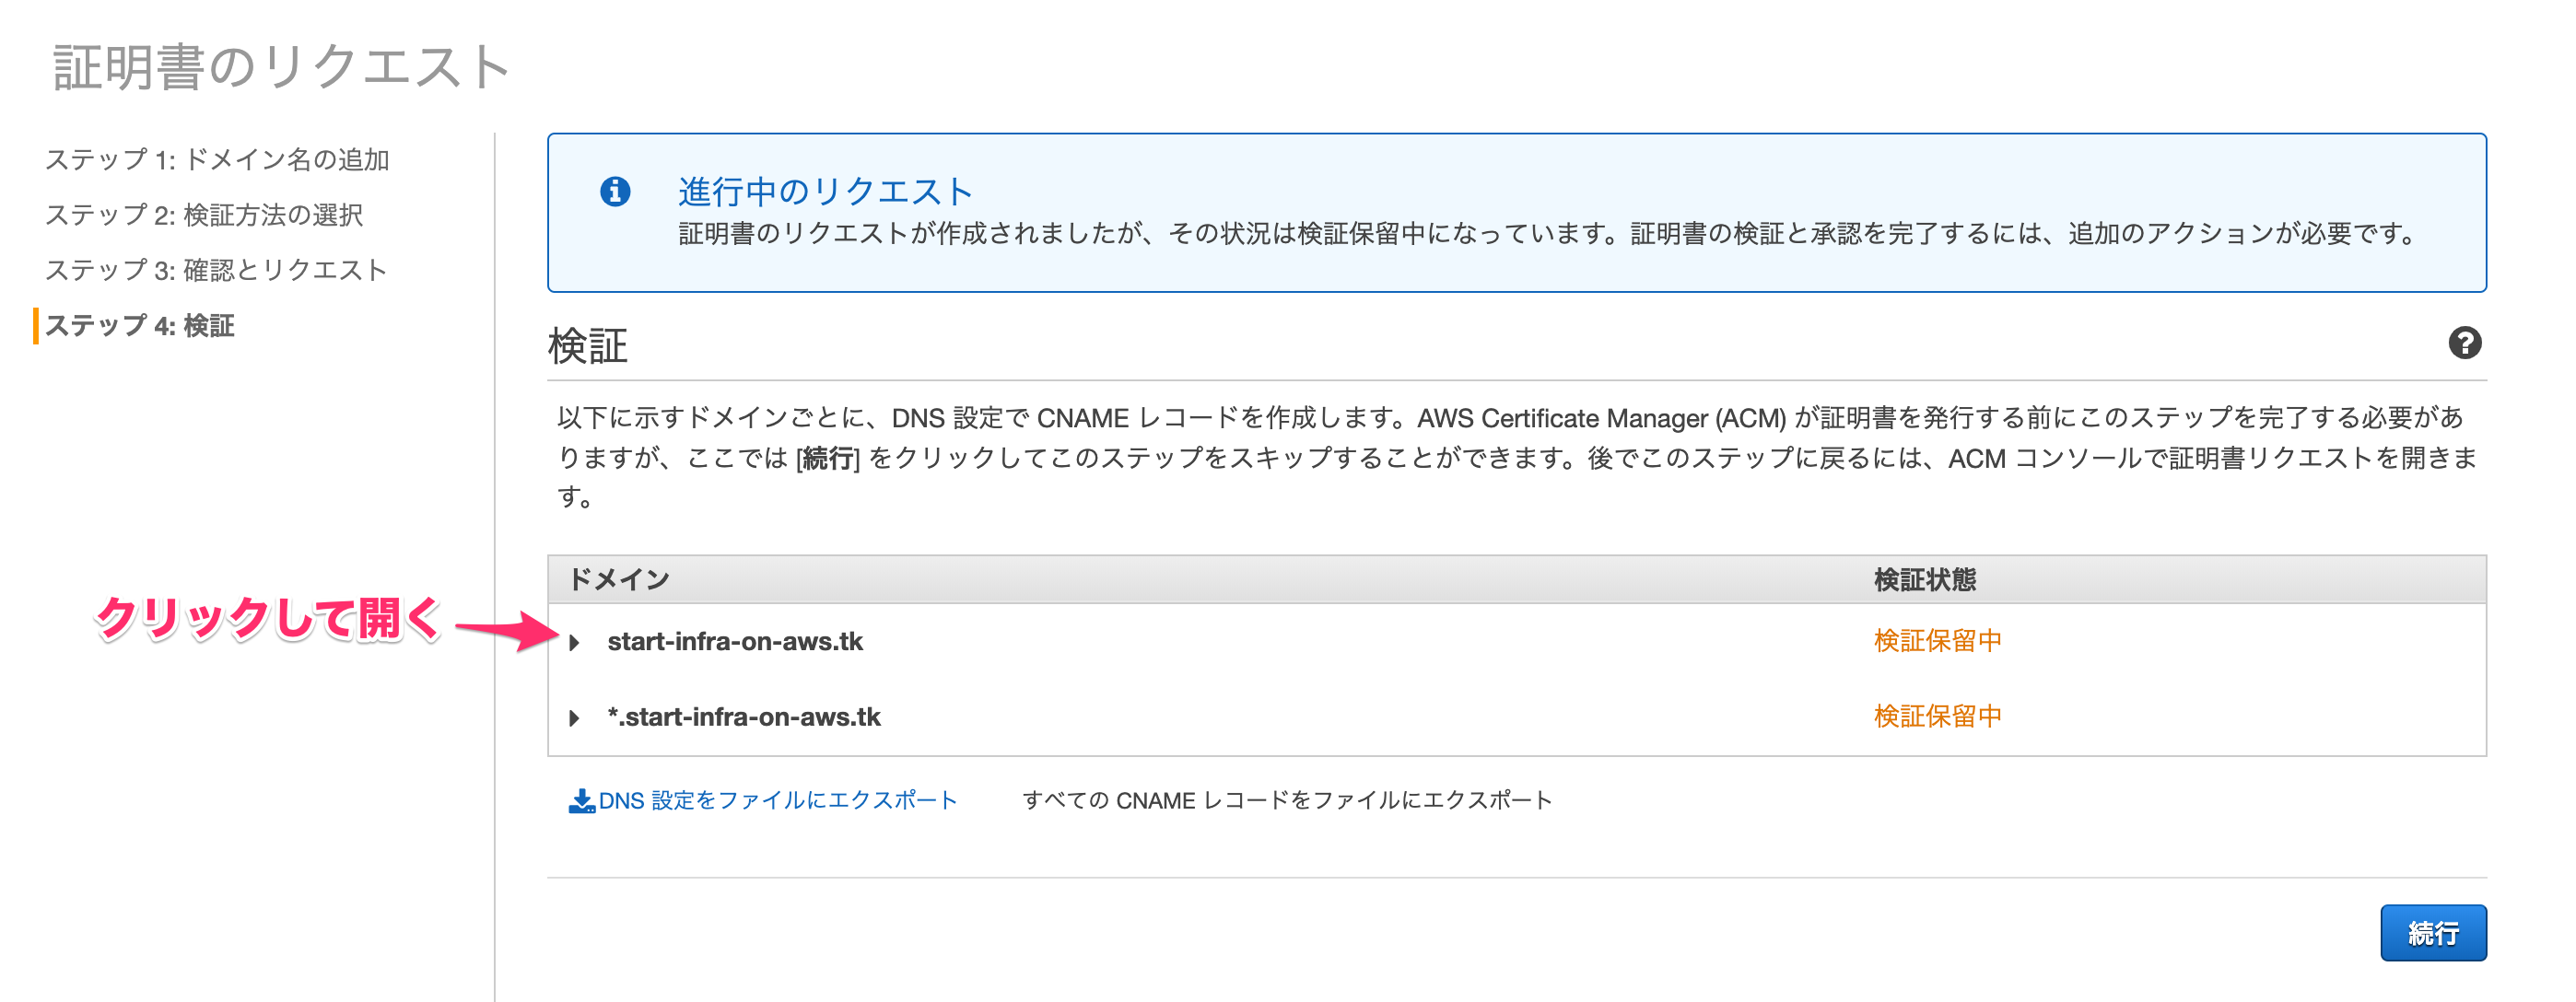 証明書のリクエスト
ステップ 1: ドメイン名の追加
ステップ 2: 検証方法の選択
ステップ 3: 確認とリクエスト
ステップ 4: 検証
進行中のリクエスト
証明書のリクエストが作成されましたが、その状況は検証保留中になっています。証明書の検証と承認を完了するには、追加のアクションが必要です。
検証
以下に示すドメインごとに、DNS 設定で CNAME レコードを作成します。AWS Certificate Manager (ACM) が証明書を発行する前にこのステップを完了する必要があ
りますが、ここでは [続行] をクリックしてこのステップをスキップすることができます。後でこのステップに戻るには、ACM コンソールで証明書リクエストを開きま
す。
ドメイン 検証状態
クリックして開く
start-infra-on-aws.tk 検証保留中
*.start-infra-on-aws.tk 検証保留中
DNS 設定をファイルにエクスポート すべての CNAME レコードをファイルにエクスポート
続行